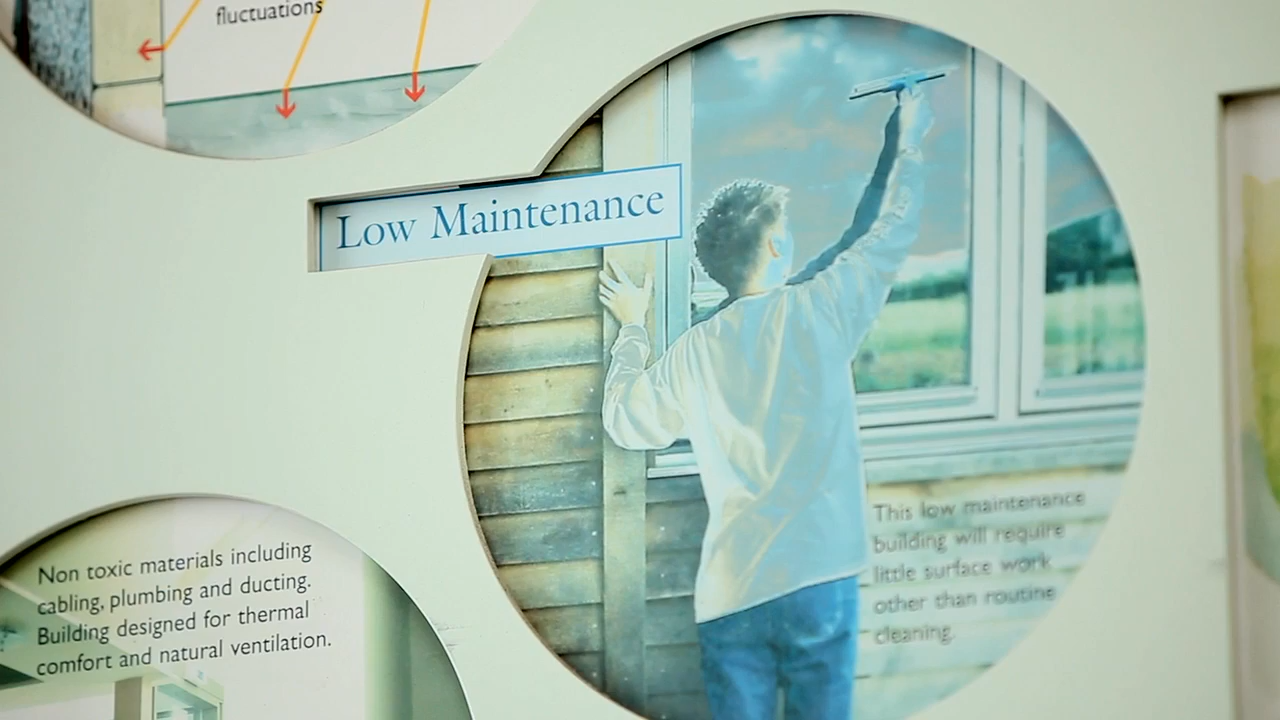 fluctuations
Low Maintenance
This low maintenance
building will require
little surface work
other than routine
cleaning.
Non toxic materials including
cabling, plumbing and ducting.
Building designed for thermal
comfort and natural ventilation.